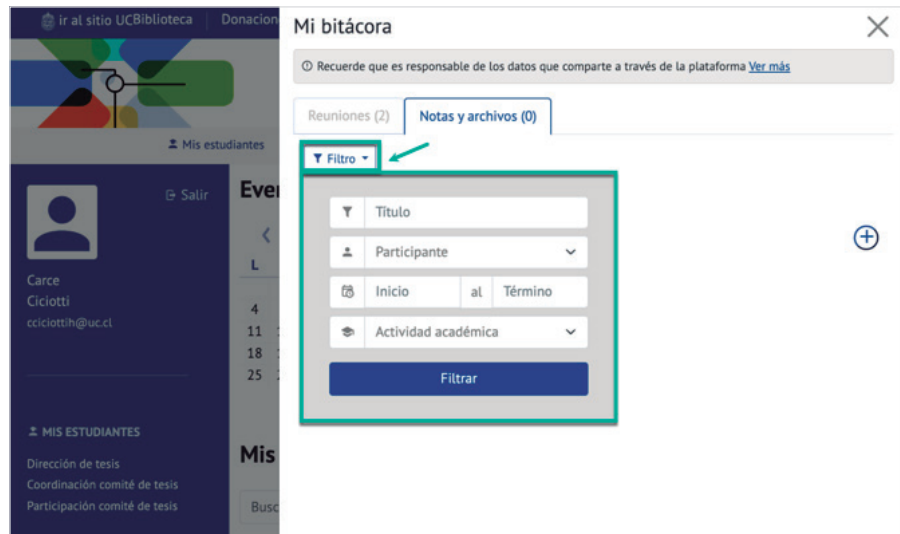 ir al sitio UC
Biblioteca
Donacion
Mis estudiantes
Salir
Carce
Ciciotti
cciciottih@uc.cl
MIS ESTUDIANTES
Dirección de tesis
Coordinación comité de tesis
Participación comité de tesis
Even
L
4
11
18
25
Mis
Busc
Mi bitácora
Recuerde que es responsable de los datos que comparte a través de la plataforma Ver más
Reuniones (2)
Notas y archivos (0)
Filtro
Título
Participante
Inicio al Término
Actividad académica
Filtrar